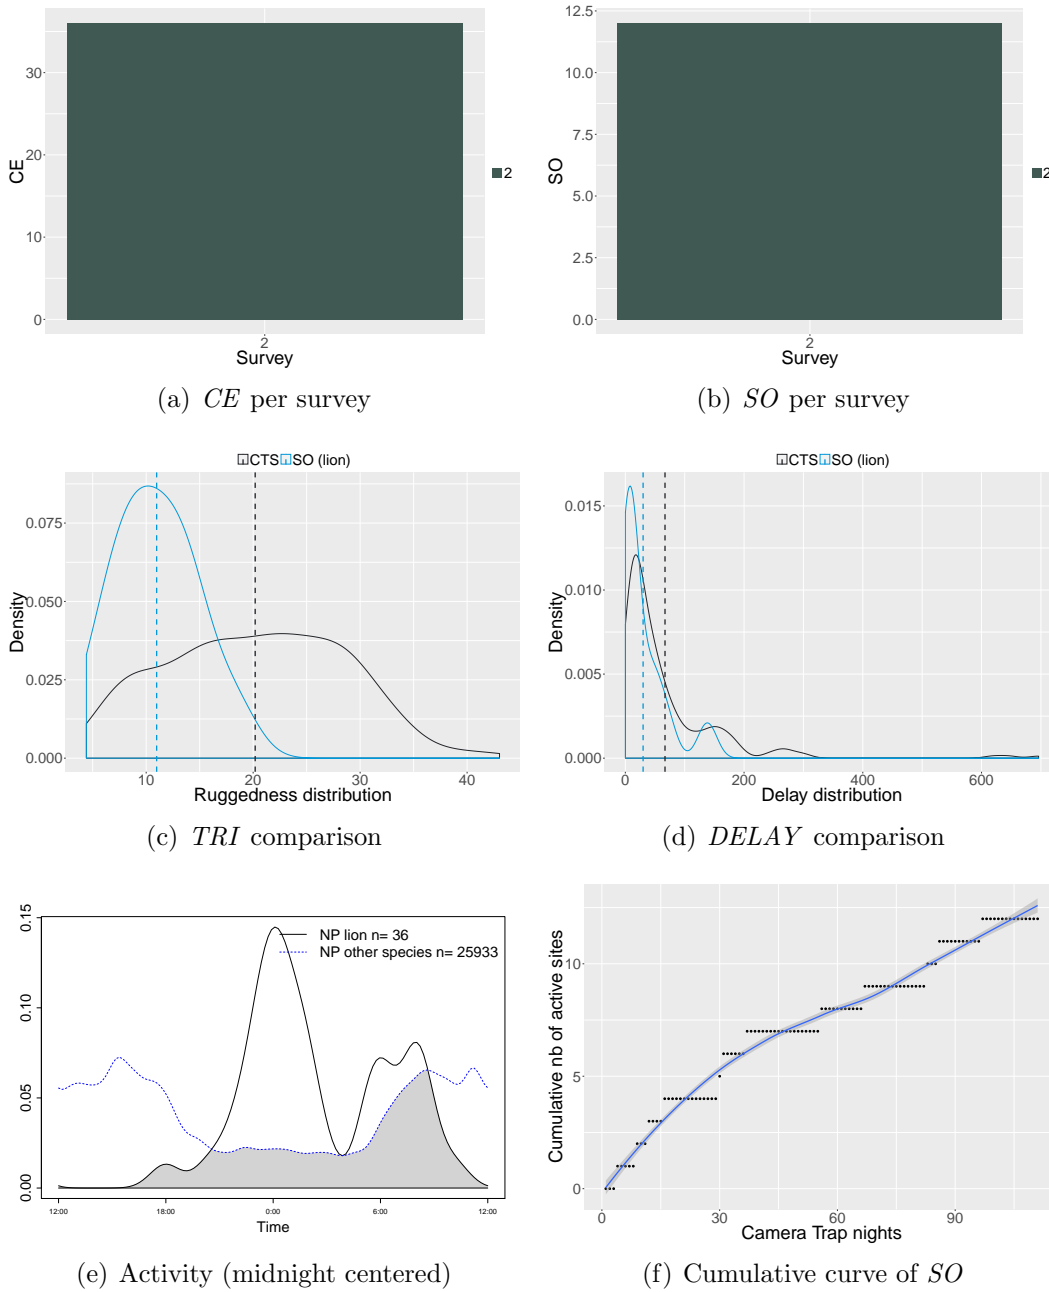 30
20
10
0
CE
2
Survey
2
(a) CE per survey
12.5
10.0
7.5
5.0
2.5
0.0
SO
2
Survey
2
(b) SO per survey
CTS SO (lion)
0.075
0.050
0.025
0.000
Density
10 20 30 40
Ruggedness distribution
(c) TRI comparison
CTS SO (lion)
0.015
0.010
0.005
0.000
Density
0 200 400 600
Delay distribution
(d) DELAY comparison
0.15
0.10
0.05
0.00
NP lion n= 36
NP other species n= 25933
12:00 18:00 0:00 6:00 12:00
Time
(e) Activity (midnight centered)
10
5
0
Cumulative nb of active sites
0 30 60 90
Camera Trap nights
(f) Cumulative curve of SO